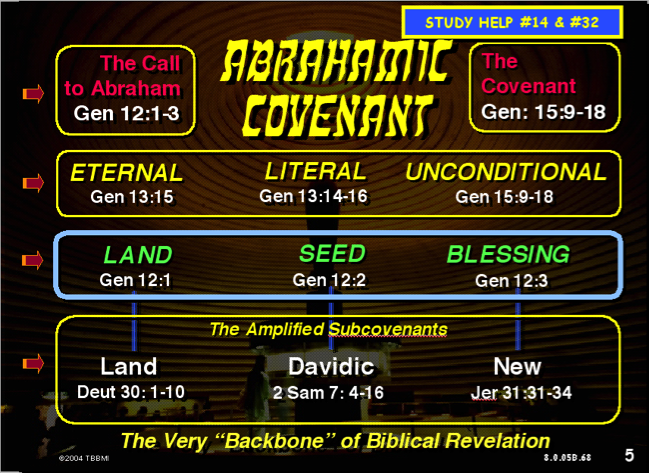 STUDY HELP #14 & #32
The Call
to Abraham
Gen 12:1-3
ABRAHAMIC
COVENANT
The
Covenant
Gen: 15:9-18
ETERNAL
Gen 13:15
LITERAL
Gen 13:14-16
UNCONDITIONAL
Gen 15:9-18
LAND
Gen 12:1
SEED
Gen 12:2
BLESSING
Gen 12:3
The Amplified Subcovenants
Land
Deut 30: 1-10
Davidic
2 Sam 7: 4-16
New
Jer 31:31-34
The Very “Backbone” of Biblical Revelation
©2004 TBBMI
8.0.05B.68
5